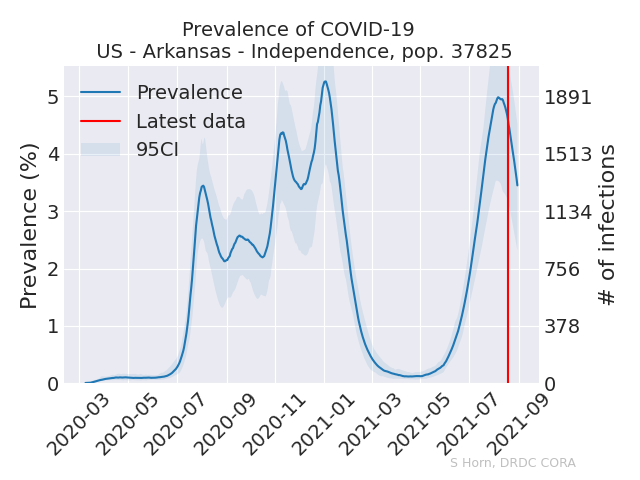 Prevalence of COVID-19
US - Arkansas - Independence, pop. 37825
Prevalence
Latest data
95CI
Prevalence (%)
5
4
3
2
1
0
1891
1513
1134
756
378
0
# of infections
2020-03
2020-05
2020-07
2020-09
2020-11
2021-01
2021-03
2021-05
2021-07
2021-09
S Horn, DRDC CORA